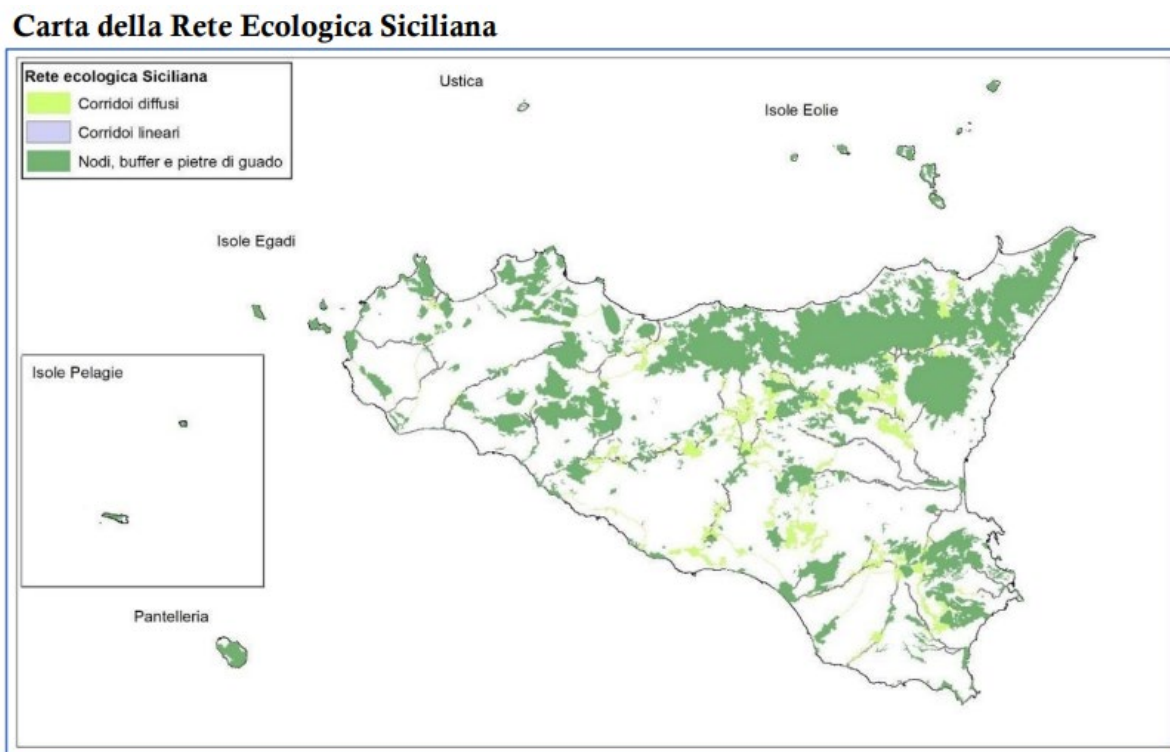 Carta della Rete Ecologica Siciliana
Rete ecologica Siciliana
Corridoi diffusi
Corridoi lineari
Nodi, buffer e pietre di guado
Ustica
Isole Eolie
Isole Egadi
Isole Pelagie
Pantelleria